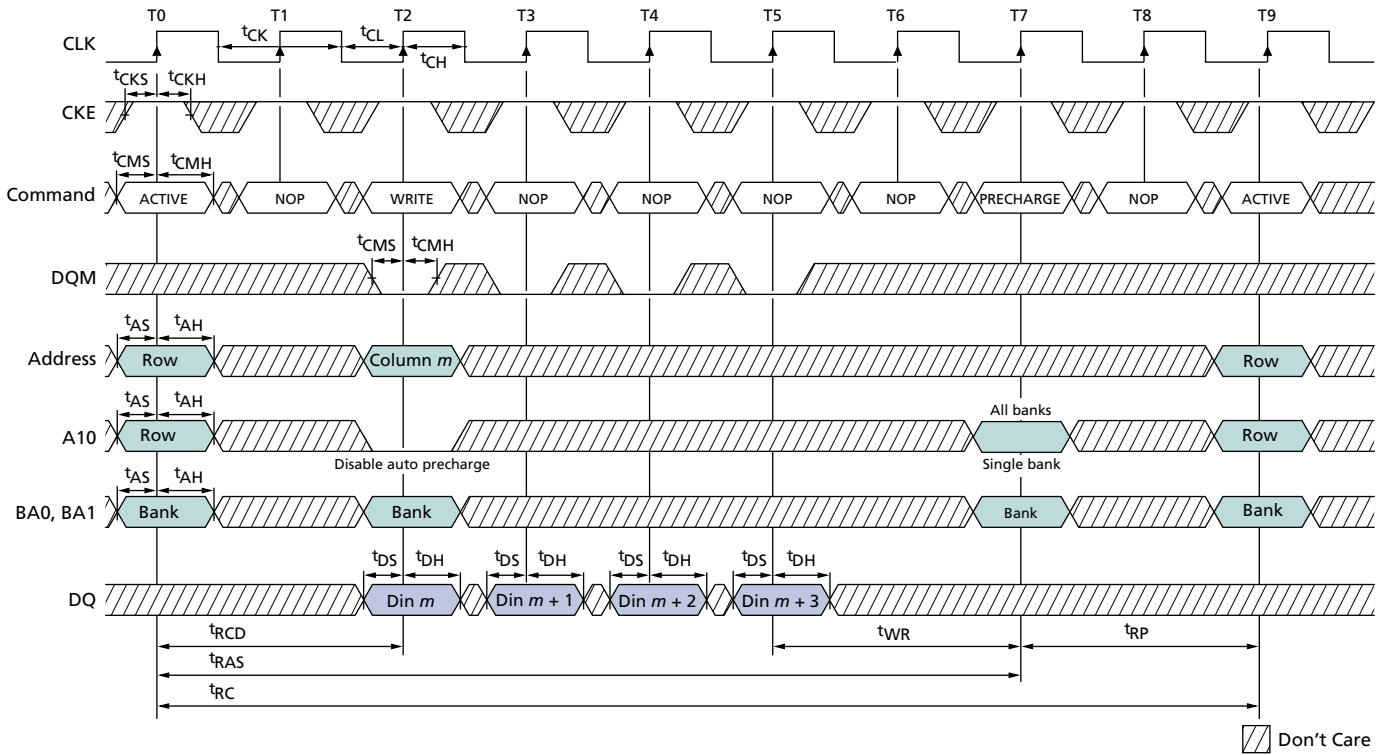 T0 T1 T2 T3 T4 T5 T6 T7 T8 T9
CLK
tCK tCL
tCH
tCKS tCKH
CKE
tCMS tCMH
Command ACTIVE NOP WRITE NOP NOP NOP NOP PRECHARGE NOP ACTIVE
tCMS tCMH
DQM
tAS tAH
Address Row Column m Row
tAS tAH
All banks
A10 Row Row
Disable auto precharge Single bank
tAS tAH
BA0, BA1 Bank Bank Bank Bank
tDS tDH tDS tDH tDS tDH tDS tDH
DQ Din m Din m + 1 Din m + 2 Din m + 3
tRCD tWR tRP
tRAS
tRC
Don't Care